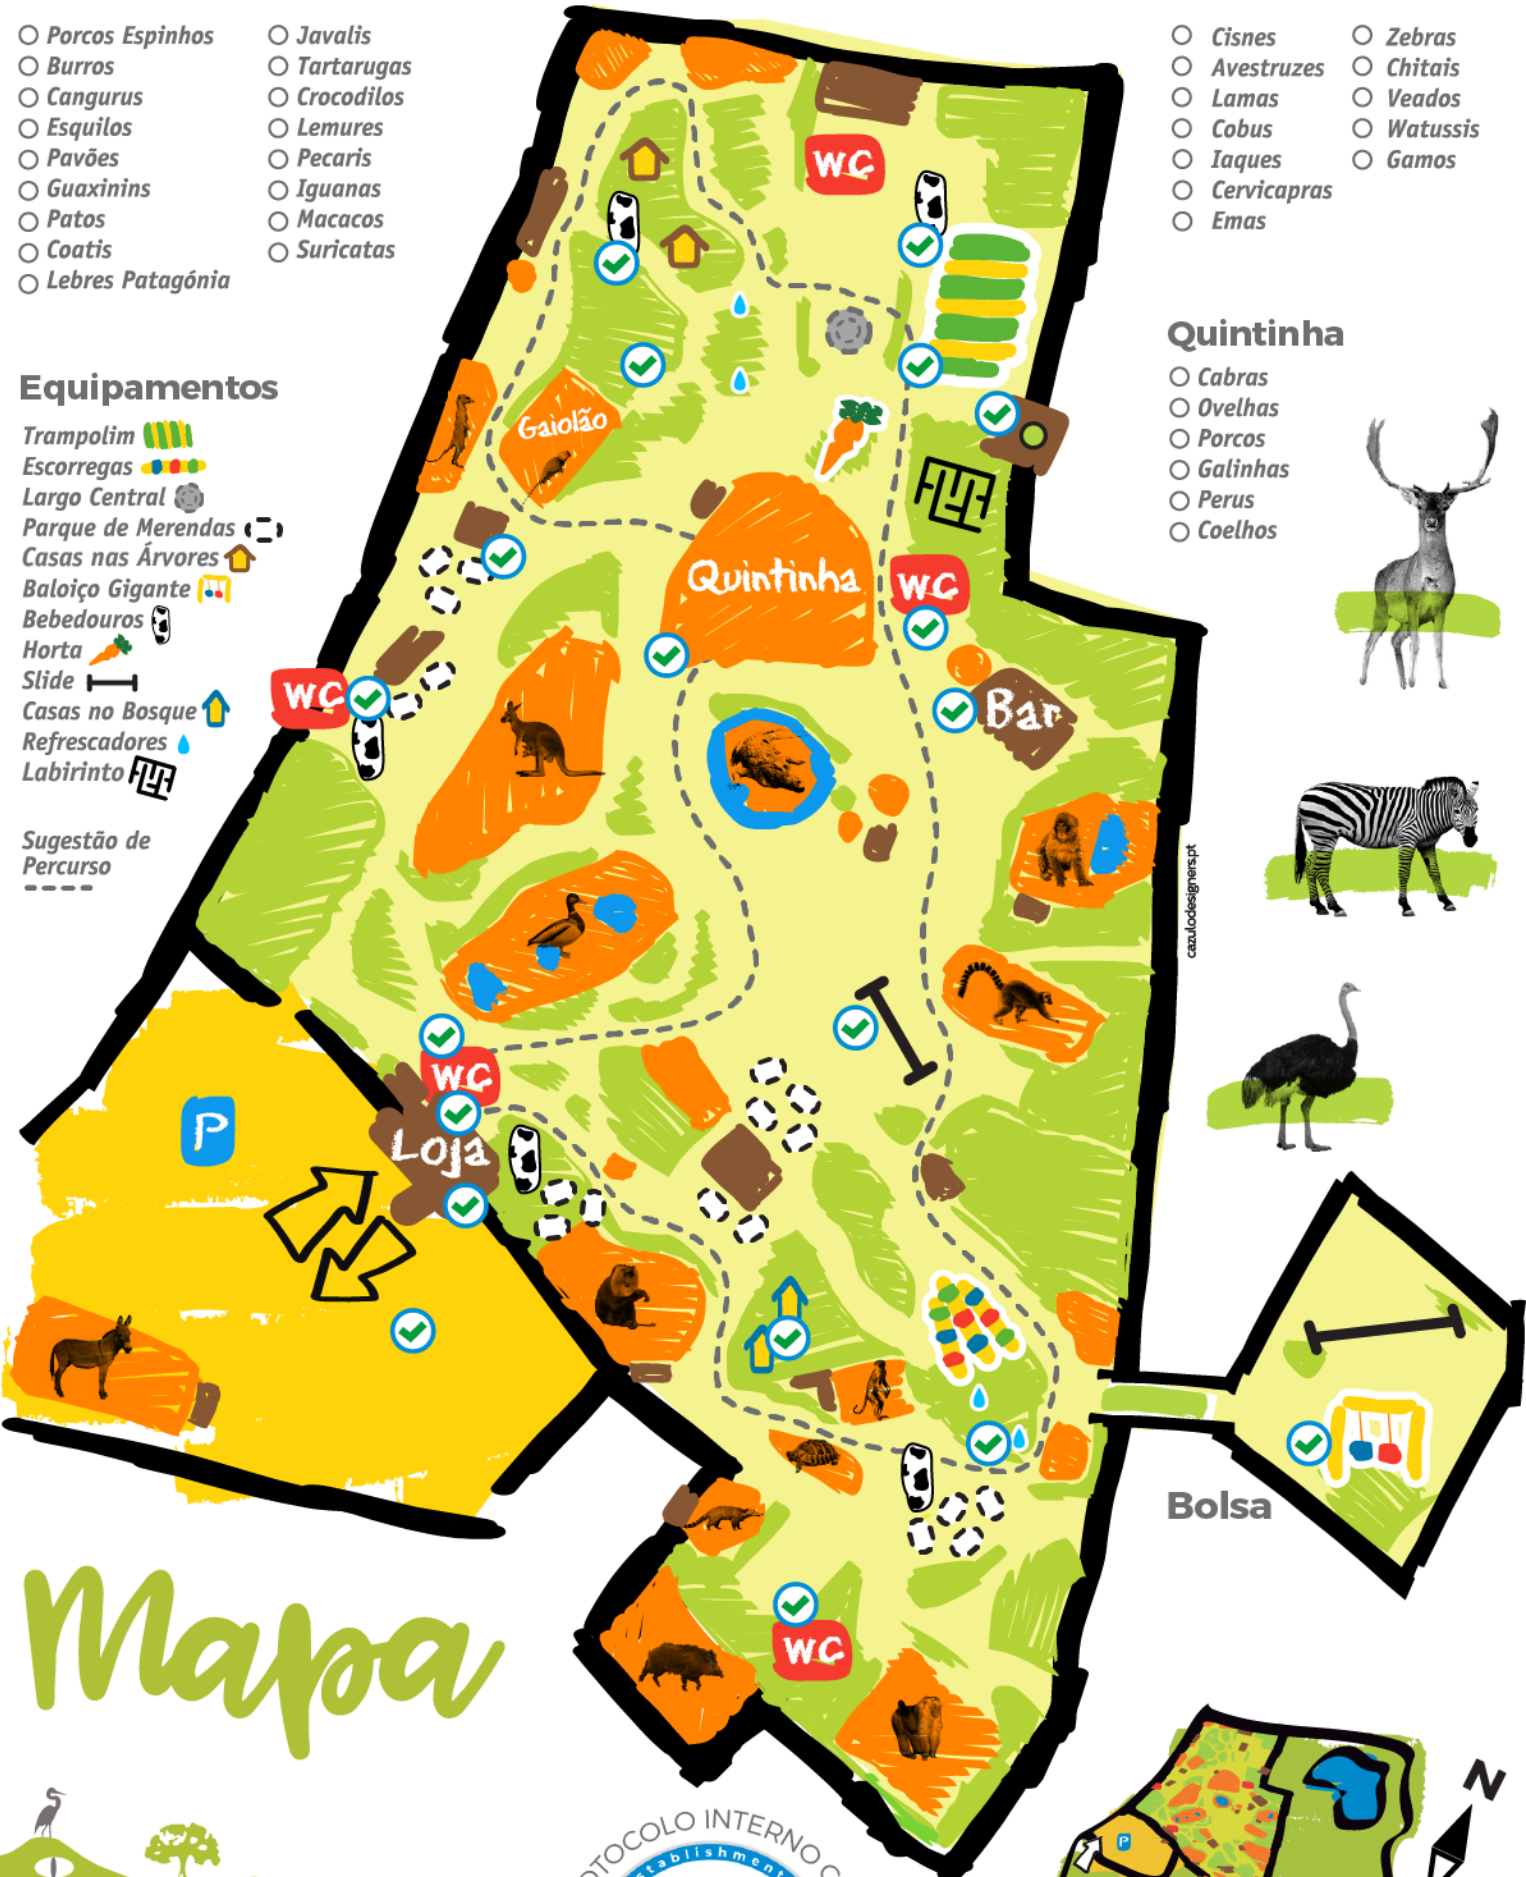 Porcos Espinhos
Burros
Cangurus
Esquilos
Pavões
Guaxinins
Patos
Coatis
Lebres Patagónia
Javalis
Tartarugas
Crocodilos
Lemures
Pecaris
Iguanas
Macacos
Suricatas
Cisnes
Avestruzes
Lamas
Cobus
Iaques
Cervicapras
Emas
Zebras
Chitais
Veados
Watussis
Gamos
Quintinha
Cabras
Ovelhas
Porcos
Galinhas
Perus
Coelhos
Equipamentos
Trampolim
Escorregas
Largo Central
Parque de Merendas
Casas nas Árvores
Baloiço Gigante
Bebedouros
Horta
Slide
Casas no Bosque
Refrescadores
Labirinto
Sugestão de
Percurso
WC
Gaiolão
Quintinha
WC
WC
Bar
cazulodesigners.pt
WC
Loja
P
Bolsa
WC
Mapa
N
P
OTOCOLO INTERNO C
tablishment